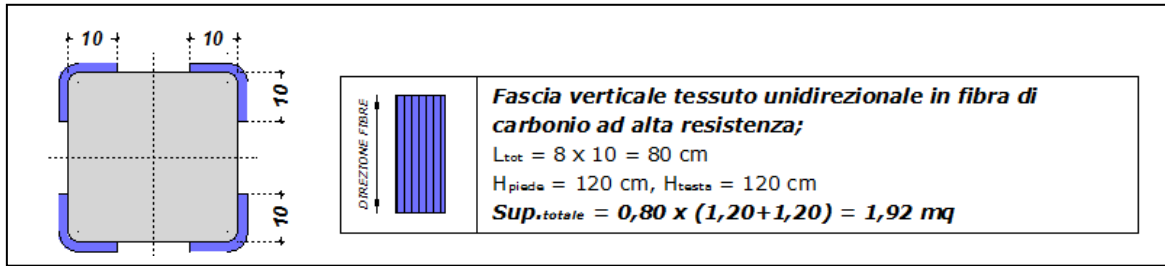 10
10
10
10
DIREZIONE FIBRE
Fascia verticale tessuto unidirezionale in fibra di
carbonio ad alta resistenza;
Ltot = 8 x 10 = 80 cm
Hpiede = 120 cm, Htesta = 120 cm
Sup.totale = 0,80 x (1,20+1,20) = 1,92 mq